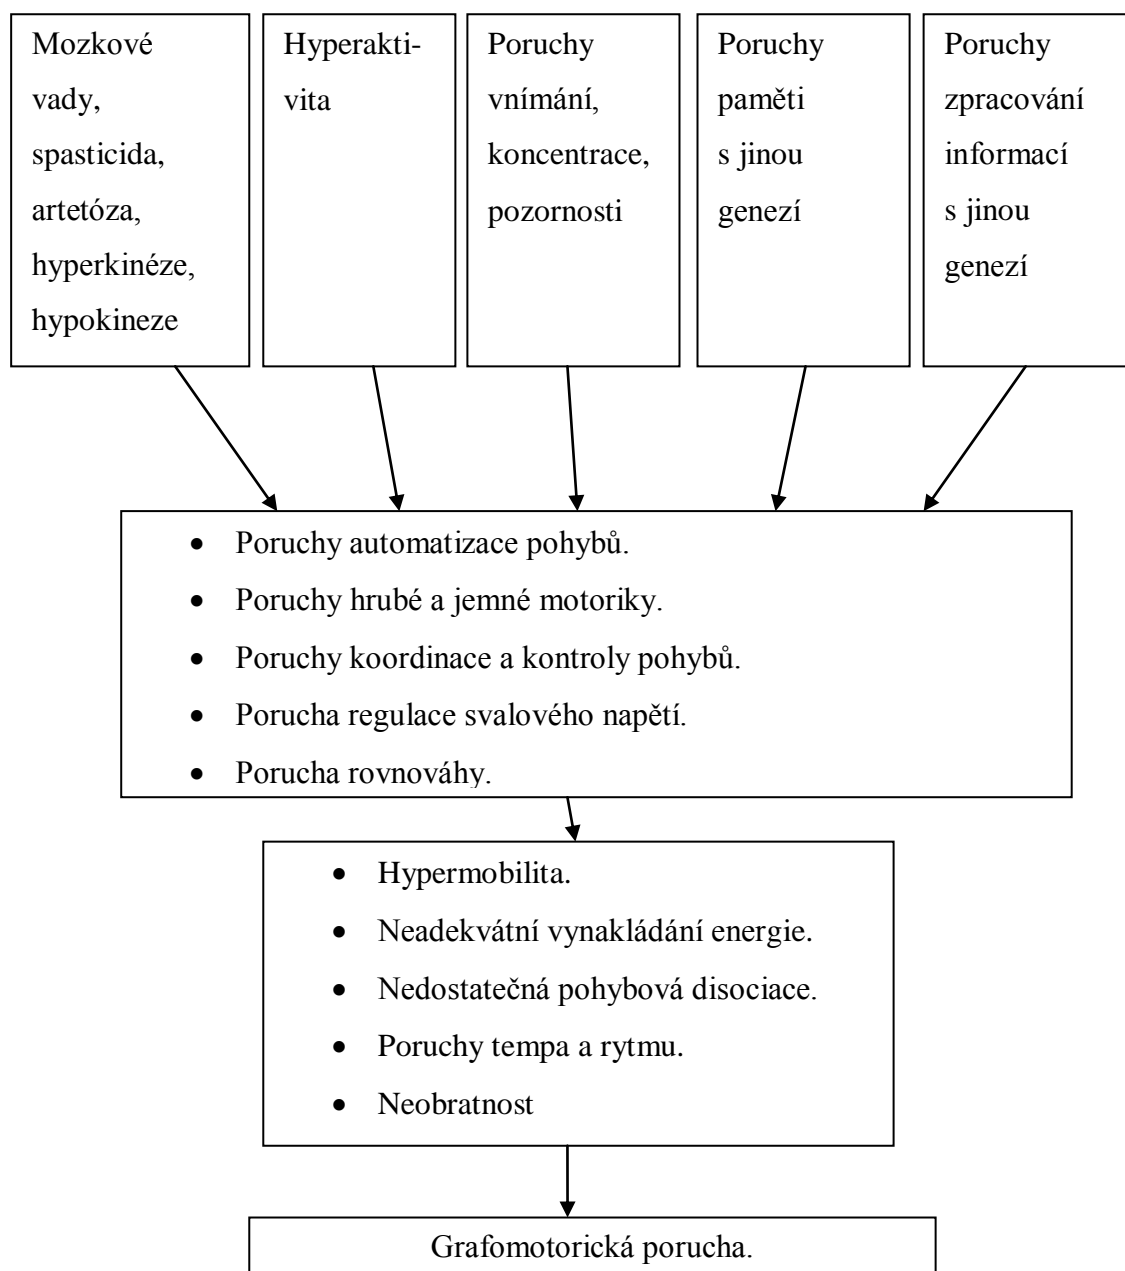 Mozkové
vady,
spasticida,
artetóza,
hyperkinéze,
hypokineze
Hyperakti-
vita
Poruchy
vnímání,
koncentrace,
pozornosti
Poruchy
paměti
s jinou
genezí
Poruchy
zpracování
informací
s jinou
genezí
• Poruchy automatizace pohybů.
• Poruchy hrubé a jemné motoriky.
• Poruchy koordinace a kontroly pohybů.
• Porucha regulace svalového napětí.
• Porucha rovnováhy.
• Hypermobilita.
• Neadekvátní vynakládání energie.
• Nedostatečná pohybová disociace.
• Poruchy tempa a rytmu.
• Neobratnost
Grafomotorická porucha.